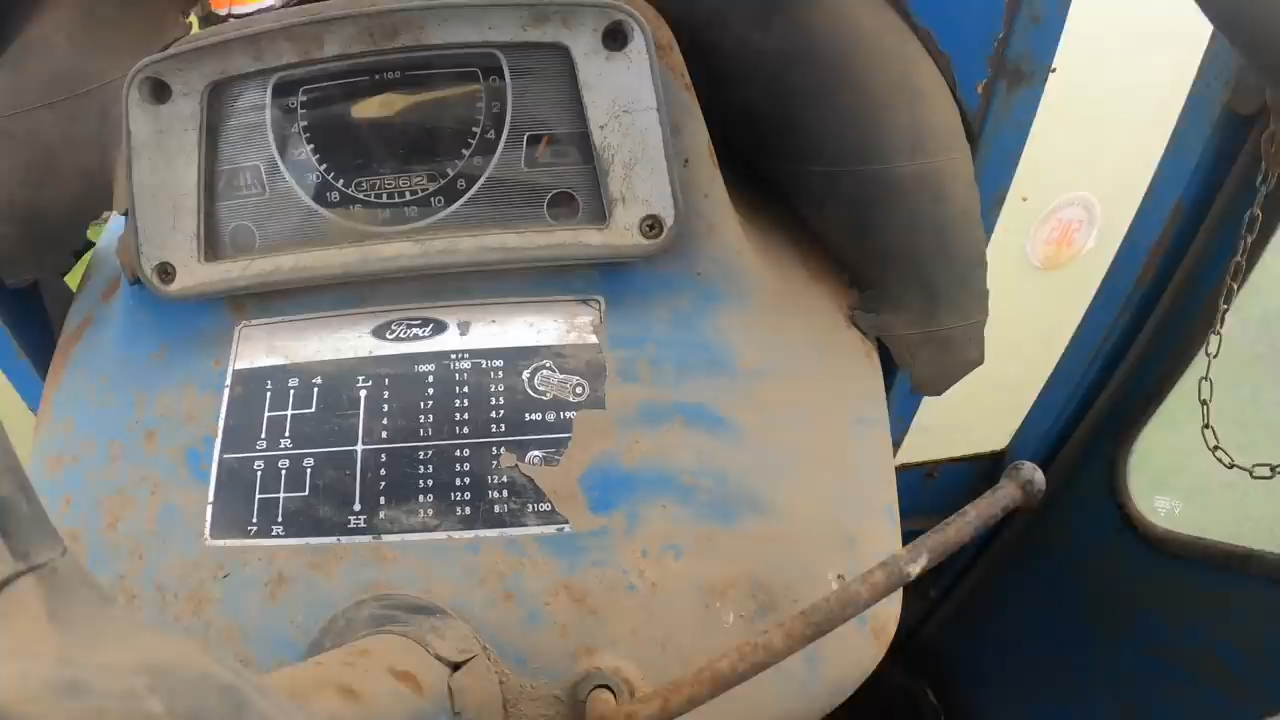 x 100
0
2
4
6
8
10
12
14
16
18
20
37562
Ford
MPH
1000 1500 2100
1 2 4 L 1 .8 1.1 1.5
2 .9 1.4 2.0
3 1.7 2.5 3.5
4 2.3 3.4 4.7 540 @ 190
3 R R 1.1 1.6 2.3
5 6 8 5 2.7 4.0 5.6
6 3.3 5.0 7.
7 5.9 8.9 12.4
8 8.0 12.0 16.8
7 R H R 3.9 5.8 8.1 3100